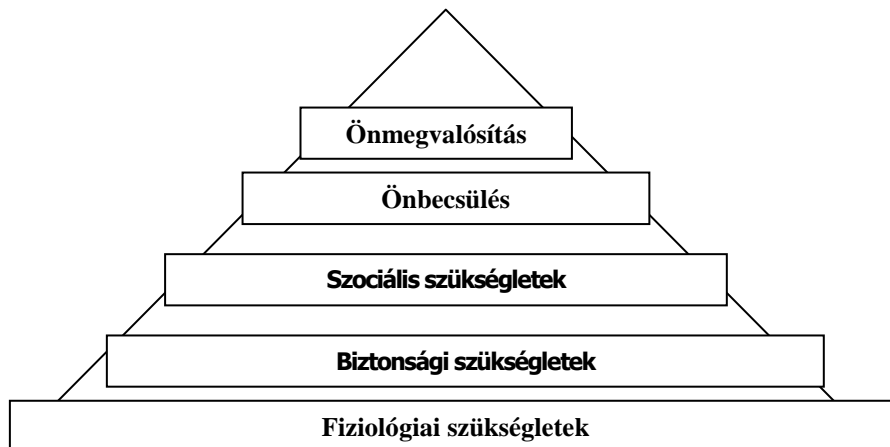 Önmegvalósítás
Önbecsülés
Szociális szükségletek
Biztonsági szükségletek
Fiziológiai szükségletek